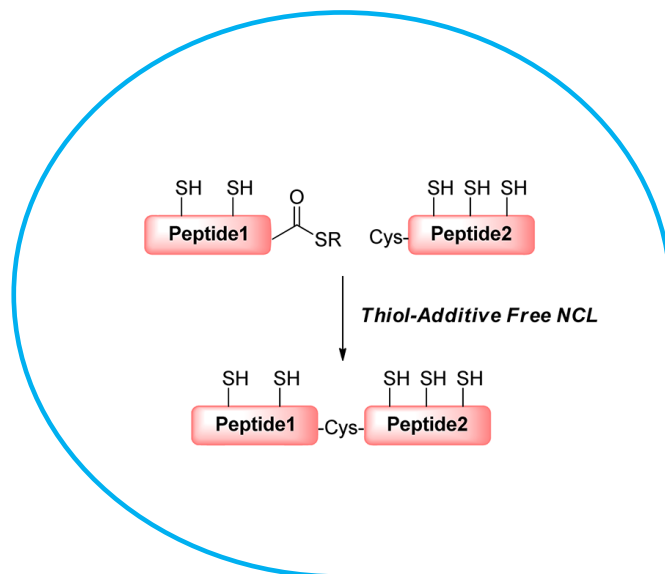 SH SH O SH SH SH
Peptide1 SR Cys- Peptide2
Thiol-Additive Free NCL
SH SH SH SH SH
Peptide1 -Cys- Peptide2